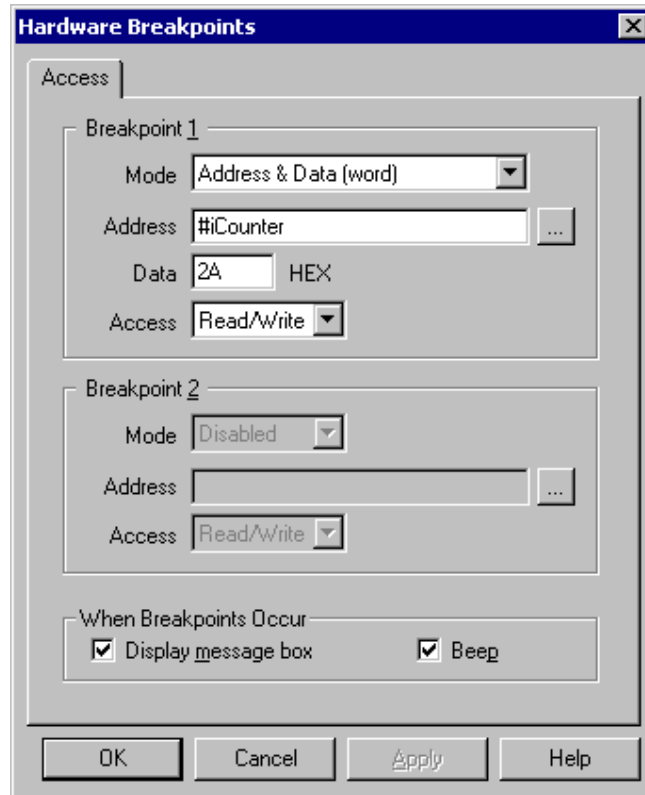 Hardware Breakpoints
Access
Breakpoint 1
Mode Address & Data (word)
Address #iCounter ...
Data 2A HEX
Access Read/Write
Breakpoint 2
Mode Disabled
Address ...
Access Read/Write
When Breakpoints Occur
Display message box Beep
OK Cancel Apply Help